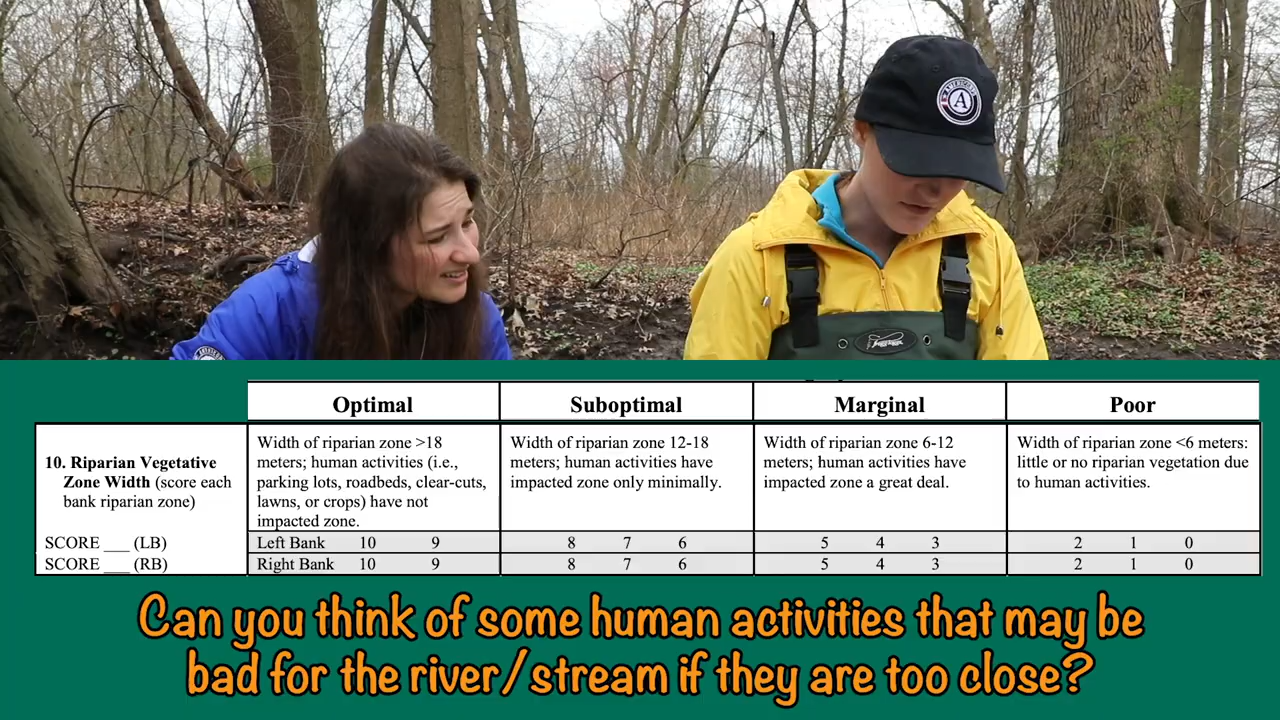 A
Optimal Suboptimal Marginal Poor
10. Riparian Vegetative
Zone Width (score each
bank riparian zone)
Width of riparian zone >18
meters; human activities (i.e.,
parking lots, roadbeds, clear-cuts,
lawns, or crops) have not
impacted zone.
Width of riparian zone 12-18
meters; human activities have
impacted zone only minimally.
Width of riparian zone 6-12
meters; human activities have
impacted zone a great deal.
Width of riparian zone <6 meters:
little or no riparian vegetation due
to human activities.
SCORE ___ (LB) Left Bank 10 9 8 7 6 5 4 3 2 1 0
SCORE ___ (RB) Right Bank 10 9 8 7 6 5 4 3 2 1 0
Can you think of some human activities that may be
bad for the river/stream if they are too close?